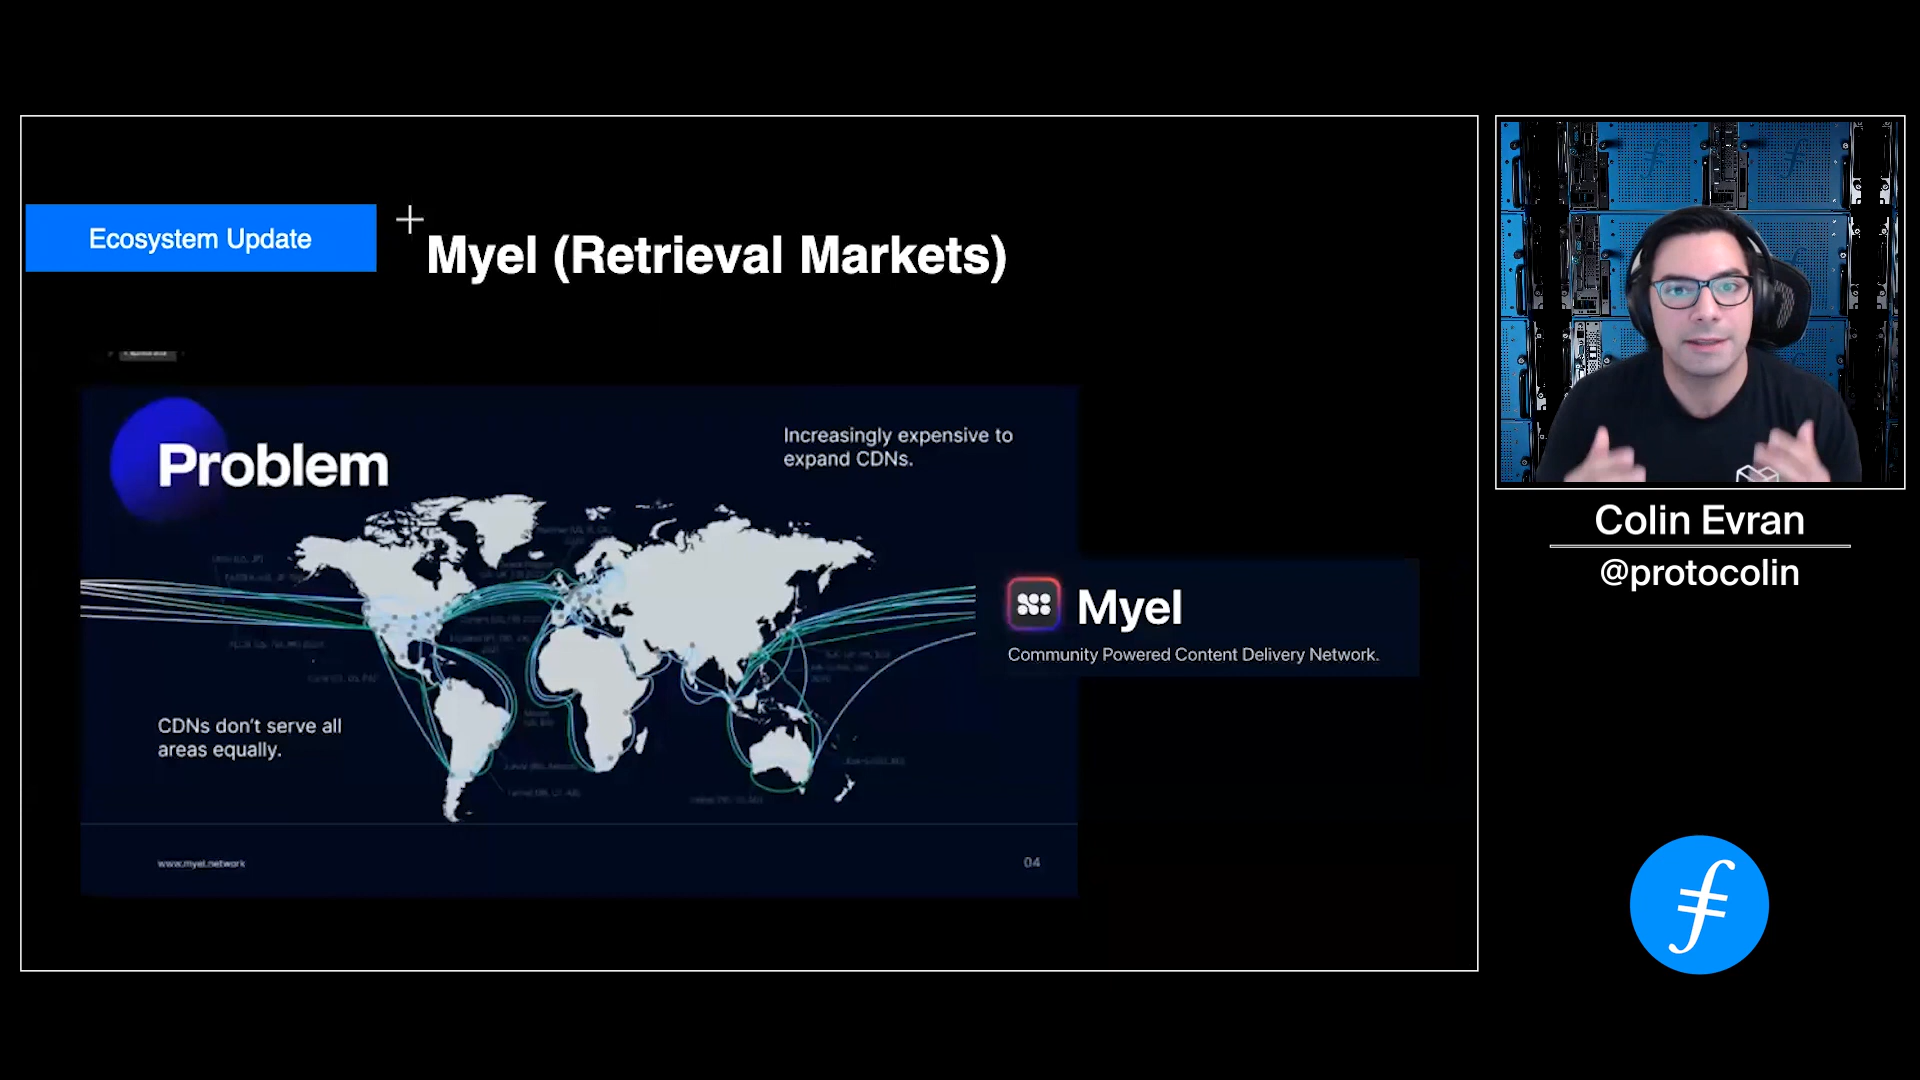 Ecosystem Update
Myel (Retrieval Markets)
Problem
Increasingly expensive to
expand CDNs.
CDNs don't serve all
areas equally.
www.myel.network
04
Myel
Community Powered Content Delivery Network.
Colin Evran
@protocolin